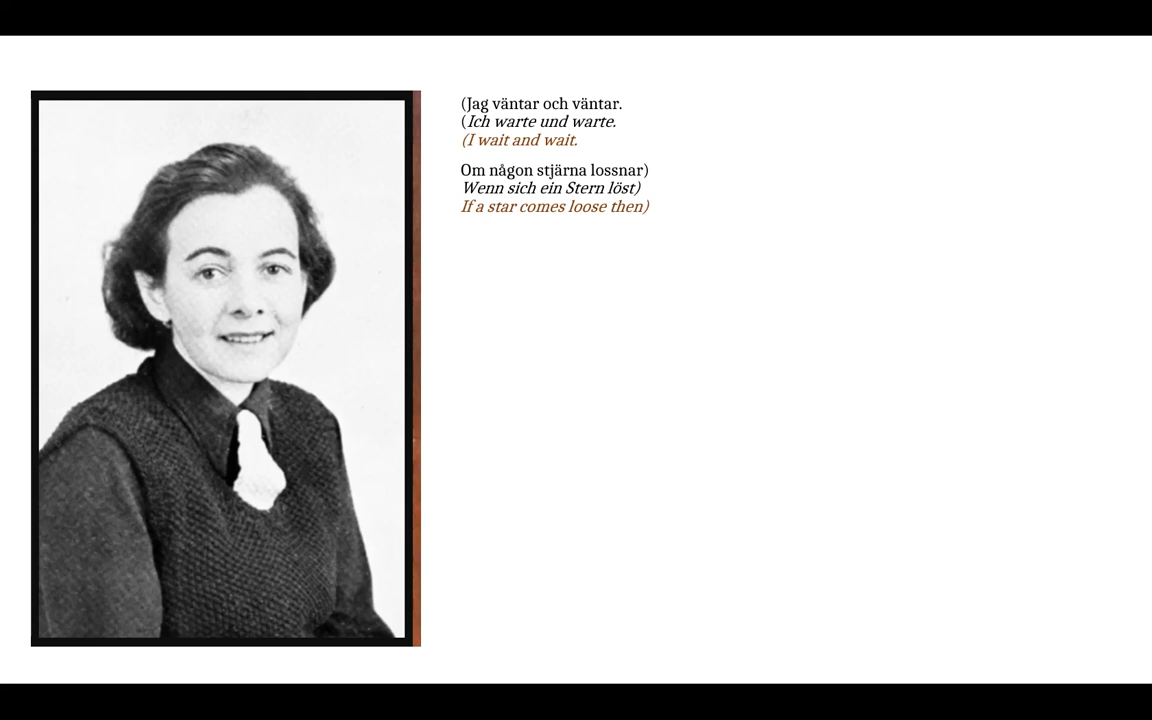 (Jag väntar och väntar.
(Ich warte und warte.
(I wait and wait.
Om någon stjärna lossnar)
Wenn sich ein Stern löst)
If a star comes loose then)